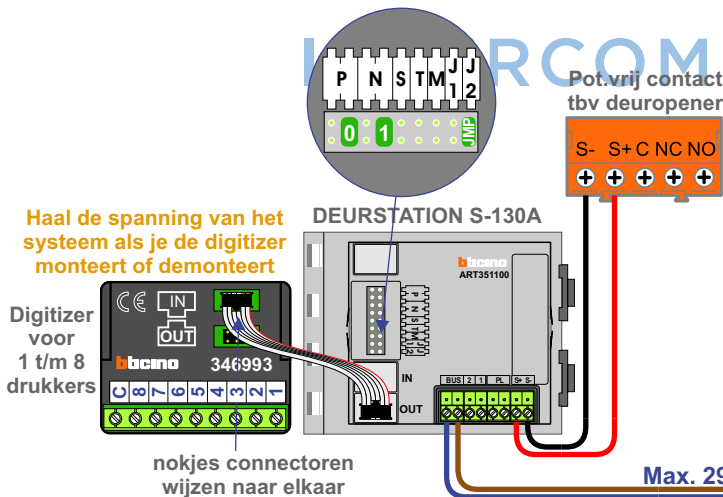 INTERCOM
P N S T M J1 J2
0 1 JMP
Pot.vrij contact
tbv deuropener
S- S+ C NC NO
Haal de spanning van het
systeem als je de digitizer
monteert of demonteert
DEURSTATION S-130A
bticino
ART351100
P N S T M J1 J2
IN
OUT
BUS 2 1 PL S+ S-
Digitizer
voor
1 t/m 8
drukkers
CE IN
OUT
bticino 346993
C 8 7 6 5 4 3 2 1
nokjes connectoren
wijzen naar elkaar
Max. 29